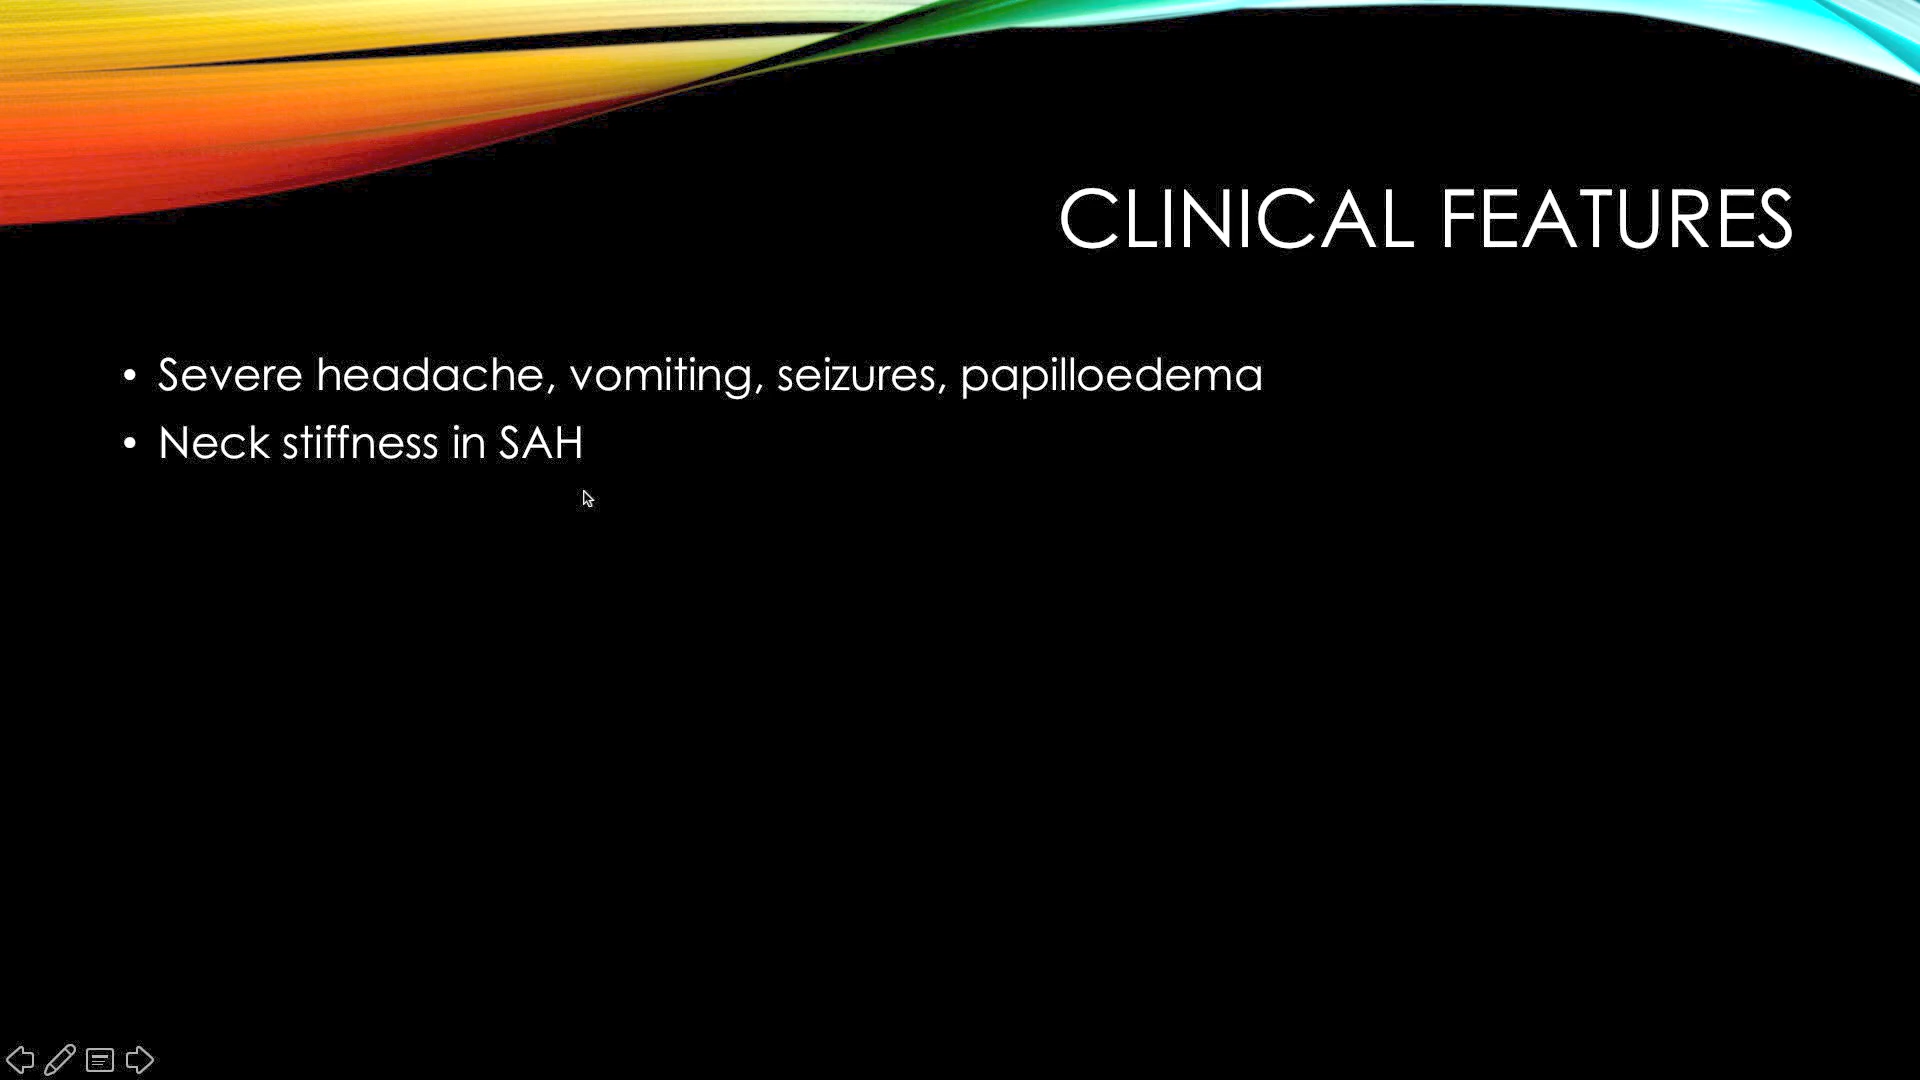 CLINICAL FEATURES
• Severe headache, vomiting, seizures, papilloedema
• Neck stiffness in SAH